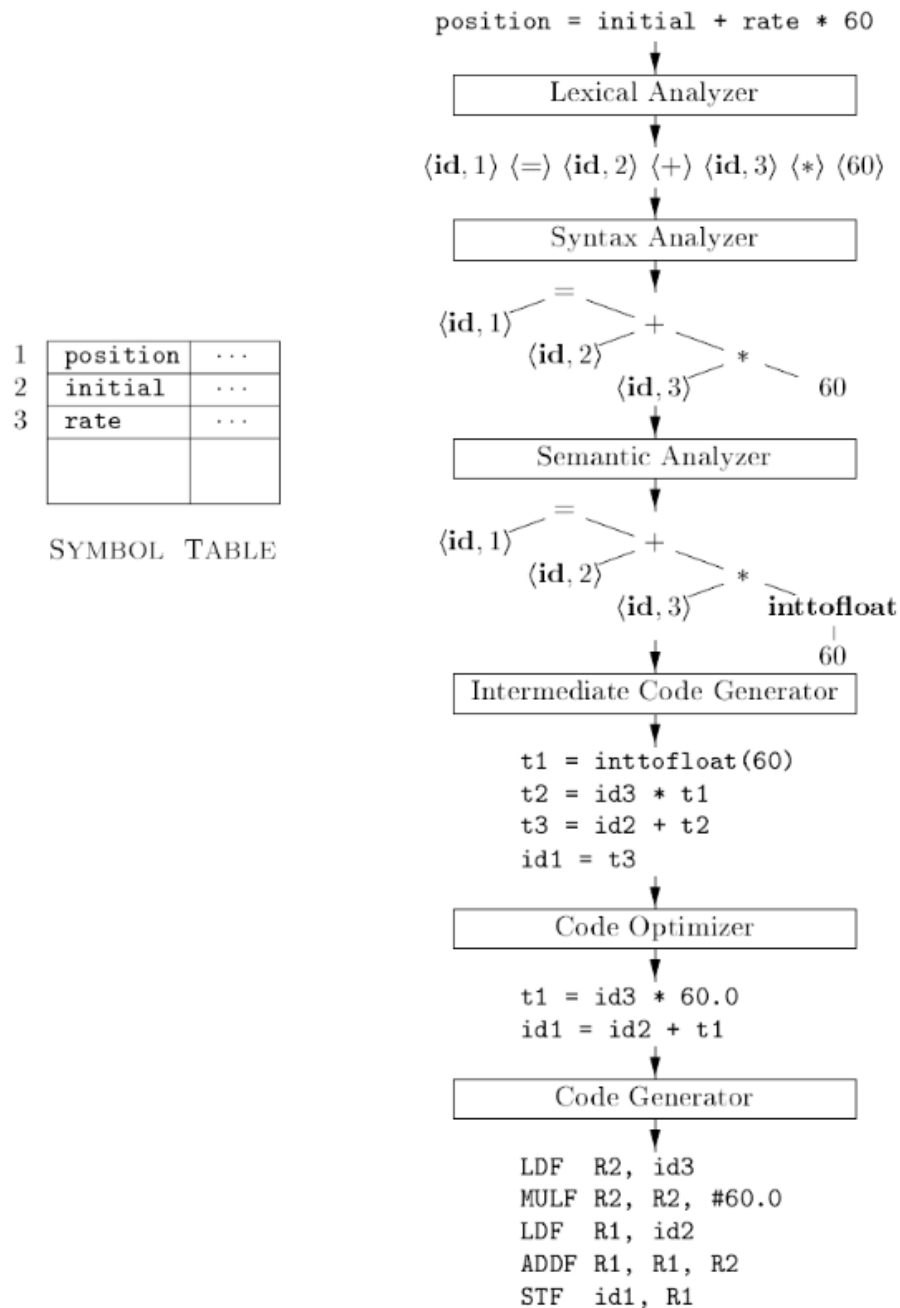 position = initial + rate * 60
Lexical Analyzer
⟨id, 1⟩ ⟨=⟩ ⟨id, 2⟩ ⟨+⟩ ⟨id, 3⟩ ⟨*⟩ ⟨60⟩
Syntax Analyzer
=
⟨id, 1⟩ +
⟨id, 2⟩ *
⟨id, 3⟩ 60
1 position ...
2 initial ...
3 rate ...
SYMBOL TABLE
Semantic Analyzer
=
⟨id, 1⟩ +
⟨id, 2⟩ *
⟨id, 3⟩ inttofloat
60
Intermediate Code Generator
t1 = inttofloat(60)
t2 = id3 * t1
t3 = id2 + t2
id1 = t3
Code Optimizer
t1 = id3 * 60.0
id1 = id2 + t1
Code Generator
LDF R2, id3
MULF R2, R2, #60.0
LDF R1, id2
ADDF R1, R1, R2
STF id1, R1